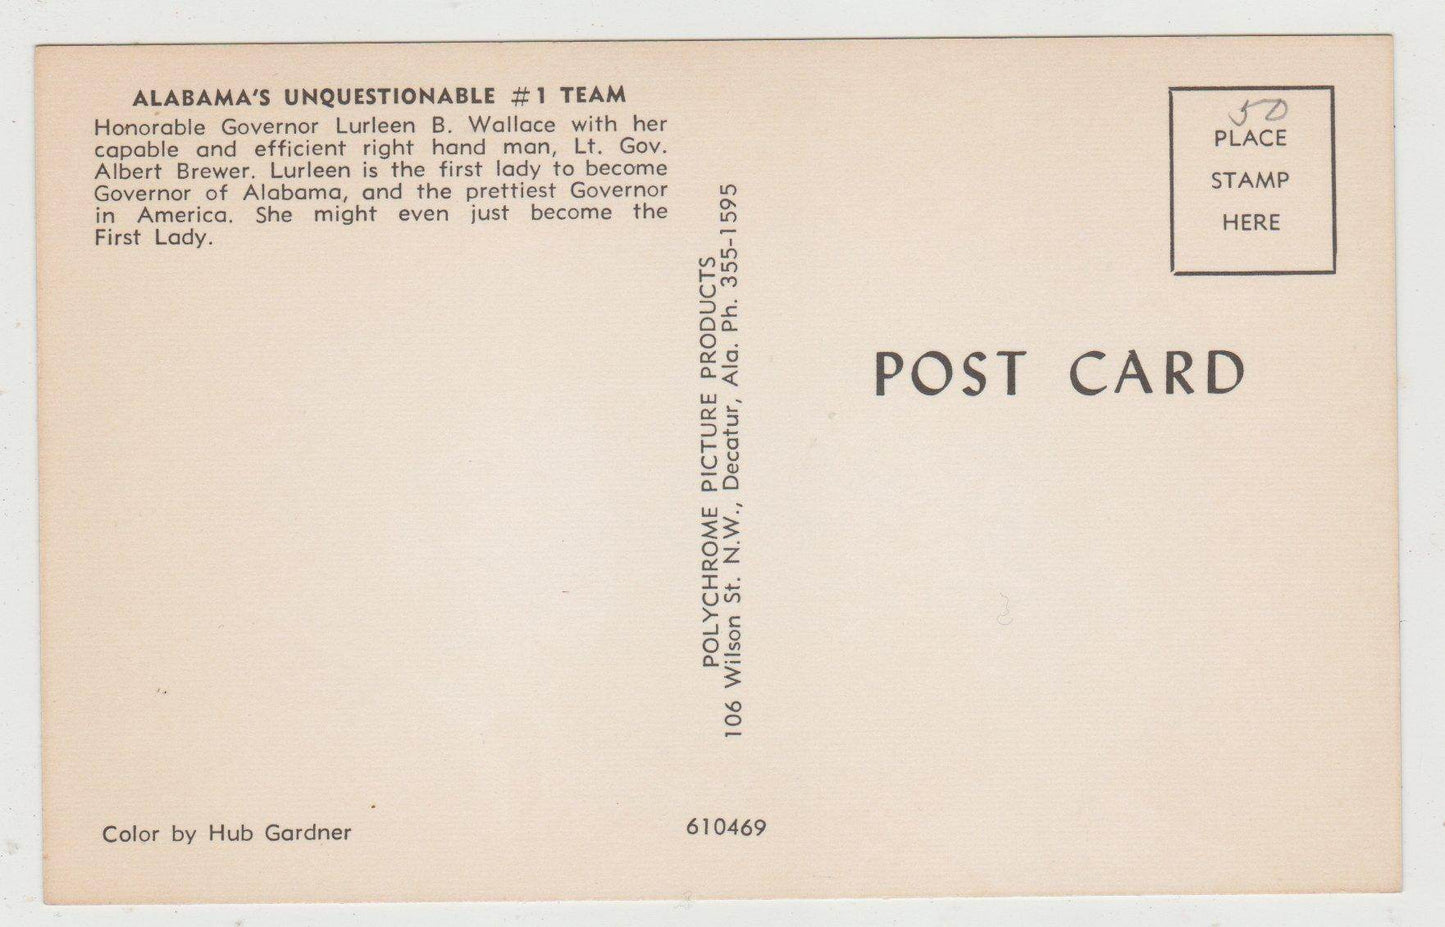 ALABAMA'S UNQUESTIONABLE #1 TEAM
Honorable Governor Lurleen B. Wallace with her
capable and efficient right hand man, Lt. Gov.
Albert Brewer. Lurleen is the first lady to become
Governor of Alabama, and the prettiest Governor
in America. She might even just become the
First Lady.
Color by Hub Gardner
POLYCHROME PICTURE PRODUCTS
106 Wilson St. N.W., Decatur, Ala. Ph. 355-1595
610469
50
PLACE
STAMP
HERE
POST CARD